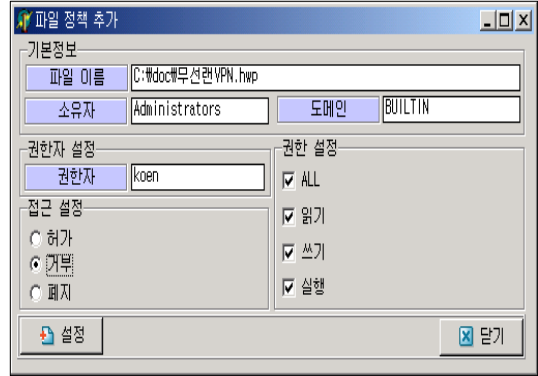 파일 정책 추가
기본정보
파일 이름 C:₩doc₩무선랜VPN.hwp
소유자 Administrators 도메인 BUILTIN
권한자 설정
권한자 koen
접근 설정
허가
거부
폐지
권한 설정
ALL
읽기
쓰기
실행
설정 닫기